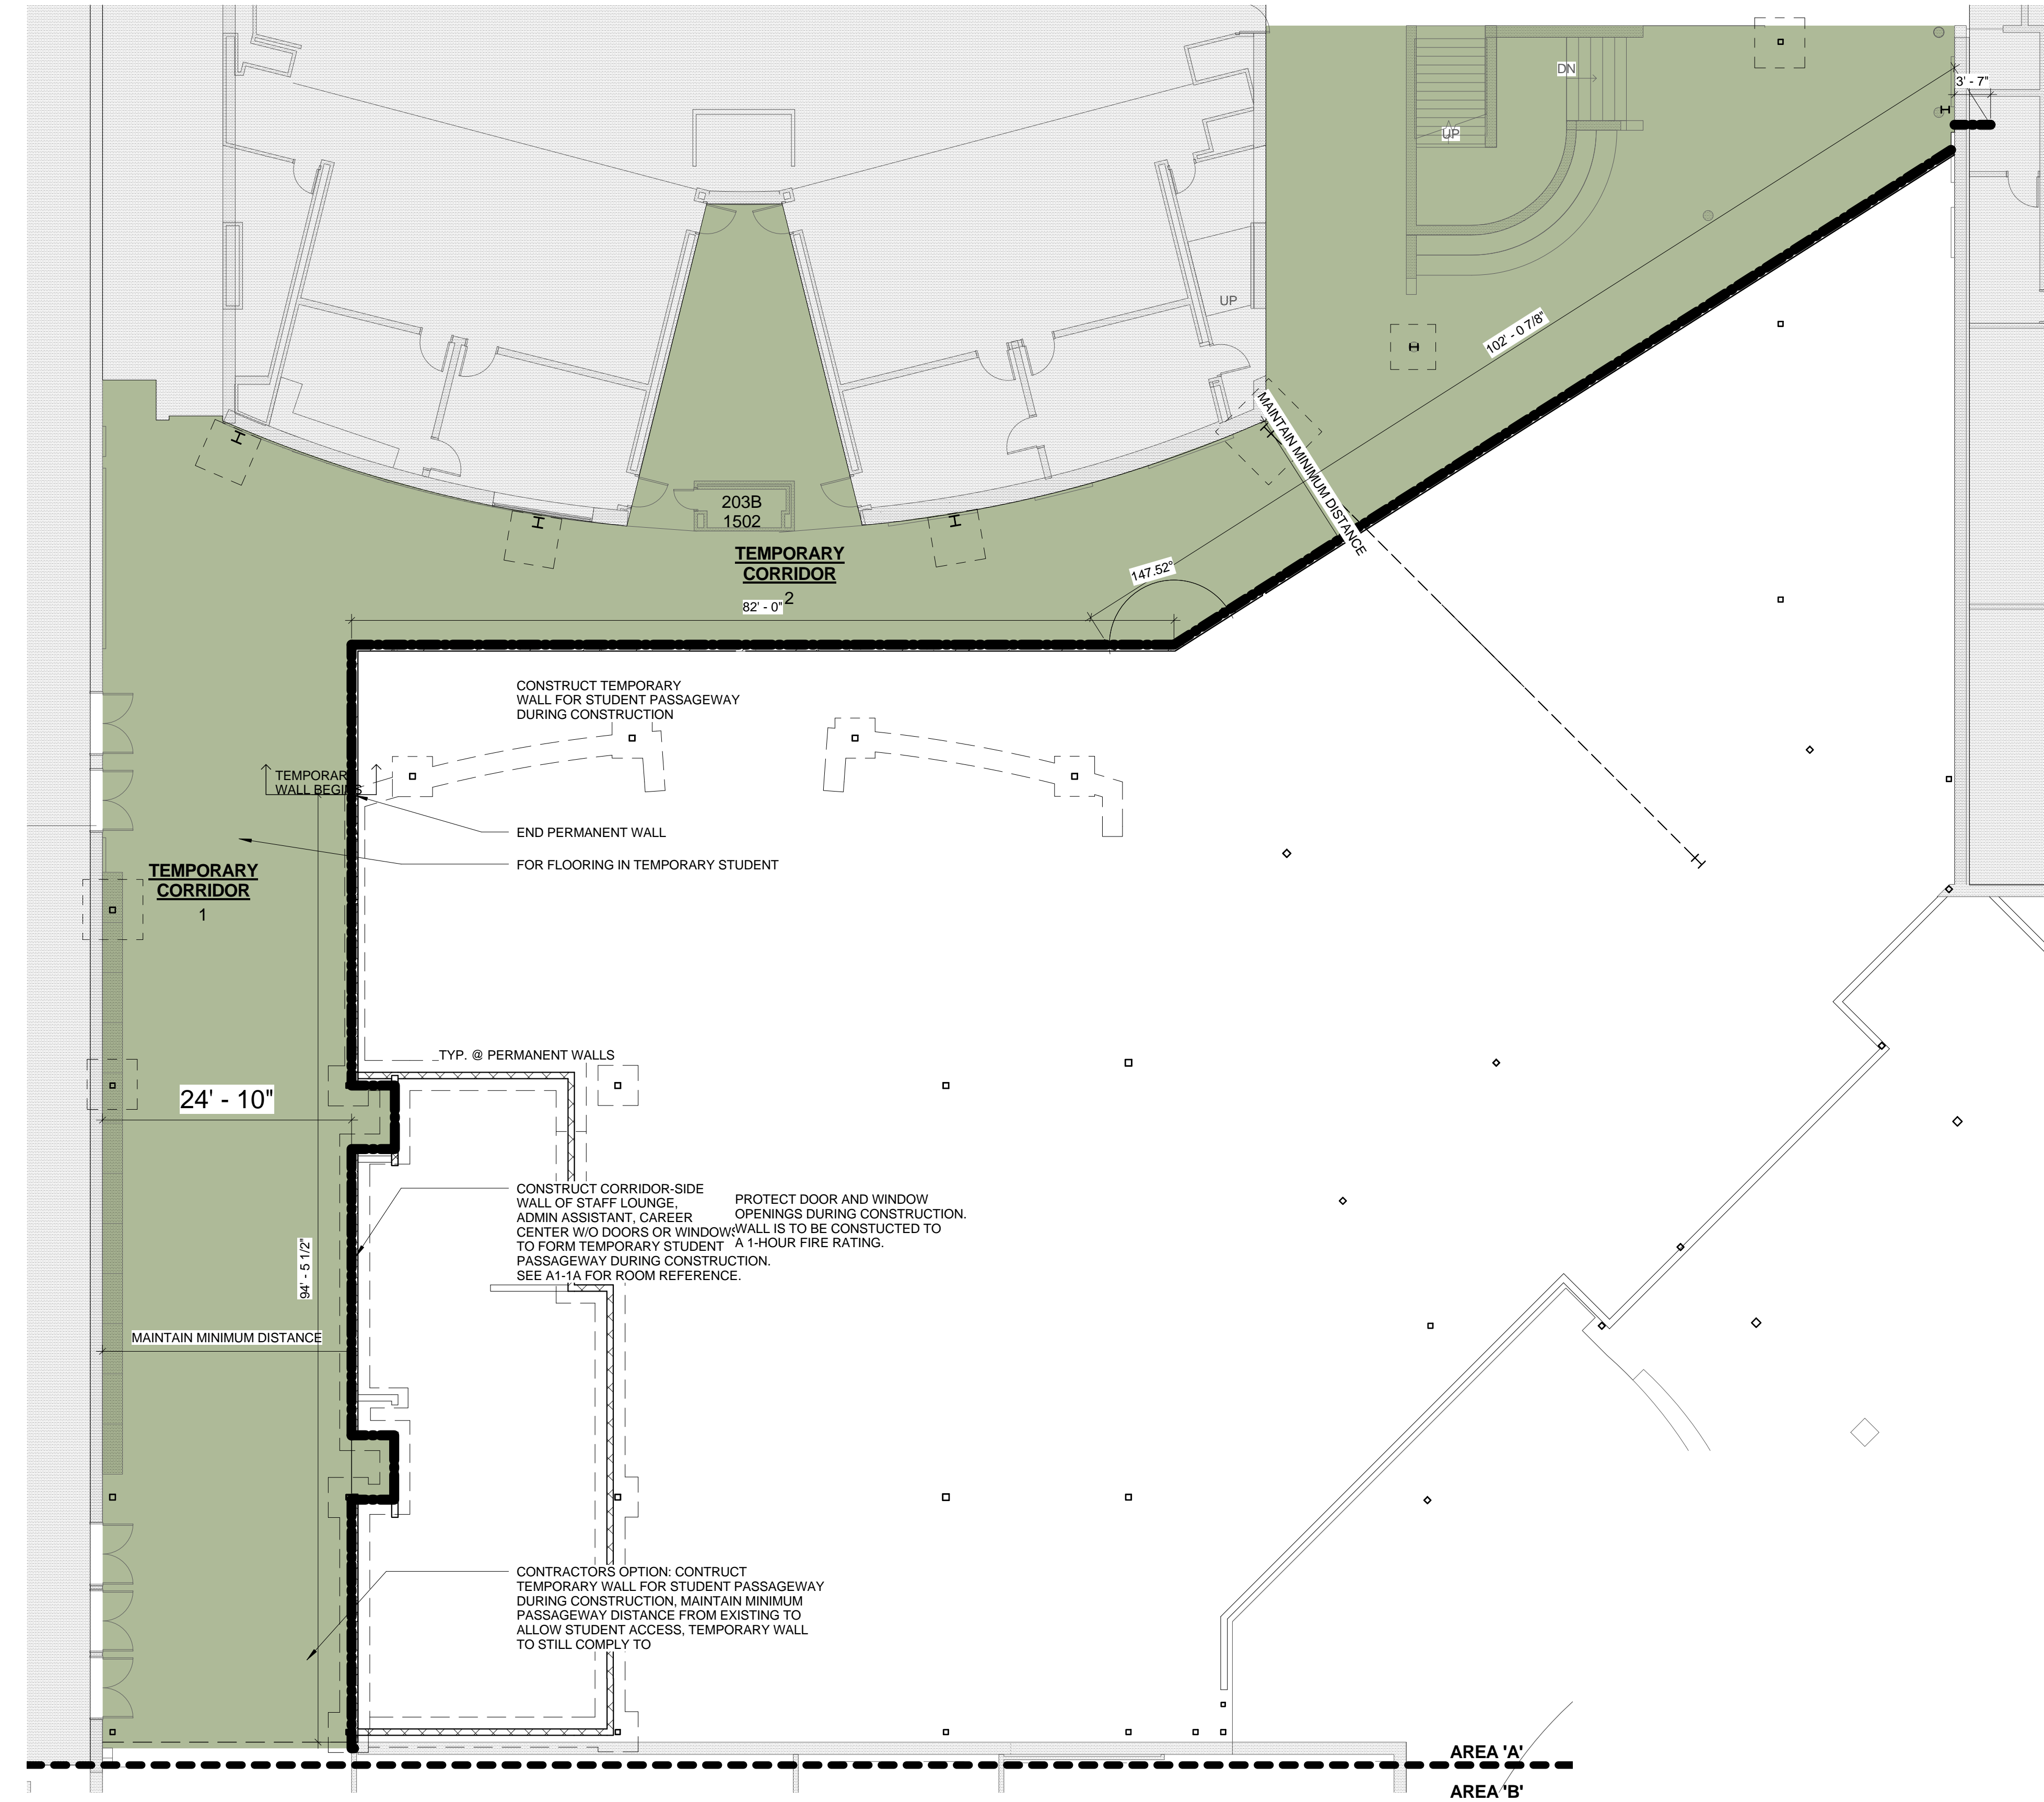 DN
3' - 7"
UP
UP
102' - 0 7/8"
MAINTAIN MINIMUM DISTANCE
203B
1502
TEMPORARY
CORRIDOR
2
147.52°
82' - 0"
CONSTRUCT TEMPORARY
WALL FOR STUDENT PASSAGEWAY
DURING CONSTRUCTION
TEMPORAR
WALL BEGINS
END PERMANENT WALL
FOR FLOORING IN TEMPORARY STUDENT
TEMPORARY
CORRIDOR
1
TYP. @ PERMANENT WALLS
24' - 10"
CONSTRUCT CORRIDOR-SIDE
WALL OF STAFF LOUNGE,
ADMIN ASSISTANT, CAREER
CENTER W/O DOORS OR WINDOWS
TO FORM TEMPORARY STUDENT
PASSAGEWAY DURING CONSTRUCTION.
SEE A1-1A FOR ROOM REFERENCE.
PROTECT DOOR AND WINDOW
OPENINGS DURING CONSTRUCTION.
WALL IS TO BE CONSTUCTED TO
A 1-HOUR FIRE RATING.
94' - 5 1/2"
MAINTAIN MINIMUM DISTANCE
CONTRACTORS OPTION: CONTRUCT
TEMPORARY WALL FOR STUDENT PASSAGEWAY
DURING CONSTRUCTION, MAINTAIN MINIMUM
PASSAGEWAY DISTANCE FROM EXISTING TO
ALLOW STUDENT ACCESS, TEMPORARY WALL
TO STILL COMPLY TO
AREA 'A'
AREA 'B'